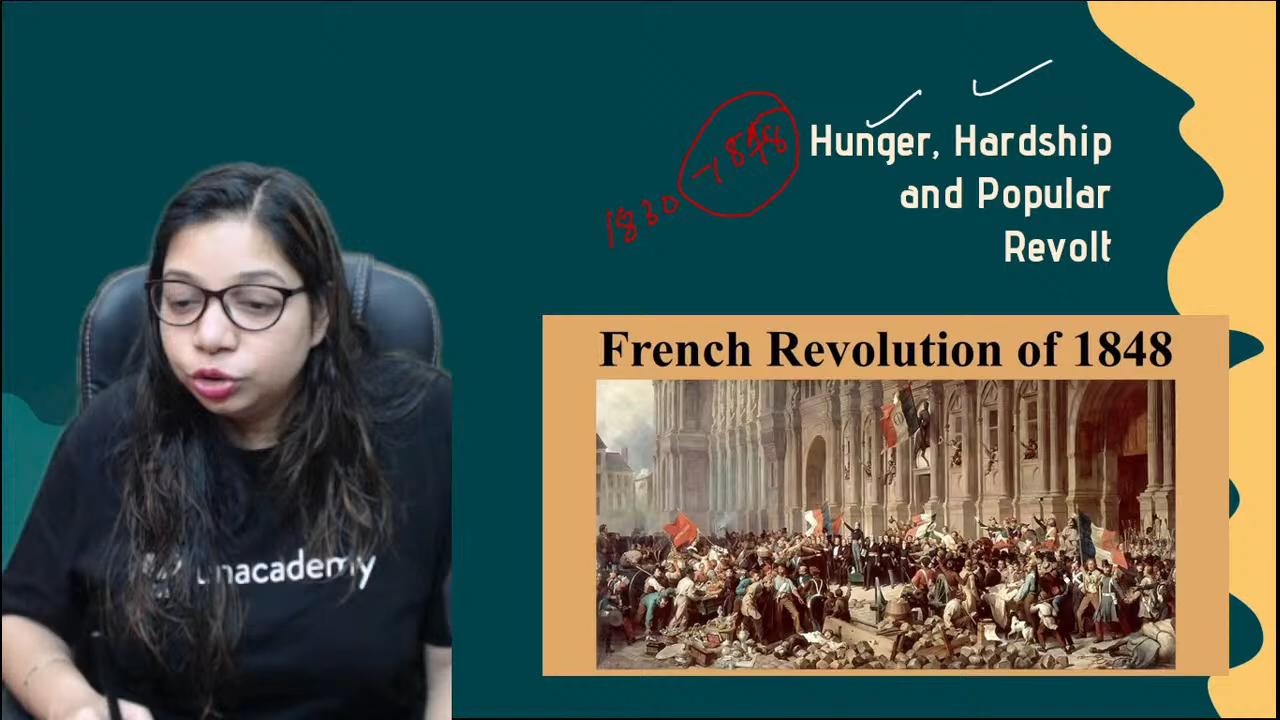 Hunger, Hardship
and Popular
Revolt
1830 - 1848
French Revolution of 1848
unacademy